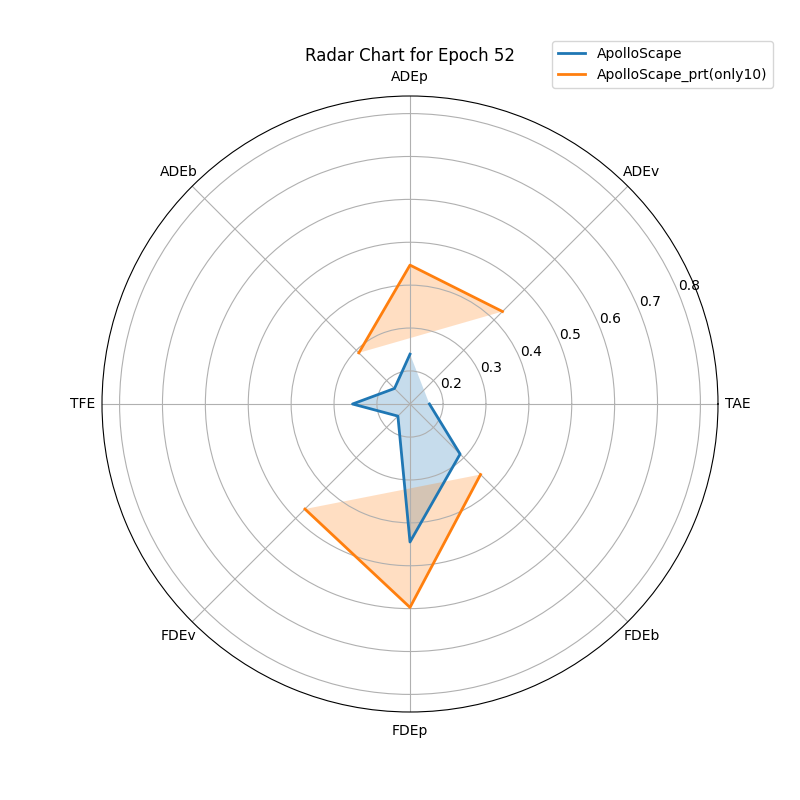 Radar Chart for Epoch 52
ApolloScape
ApolloScape_prt(only10)
ADEp
ADEb
ADEv
0.8
0.7
0.6
0.5
0.4
0.3
0.2
TFE
TAE
FDEv
FDEb
FDEp